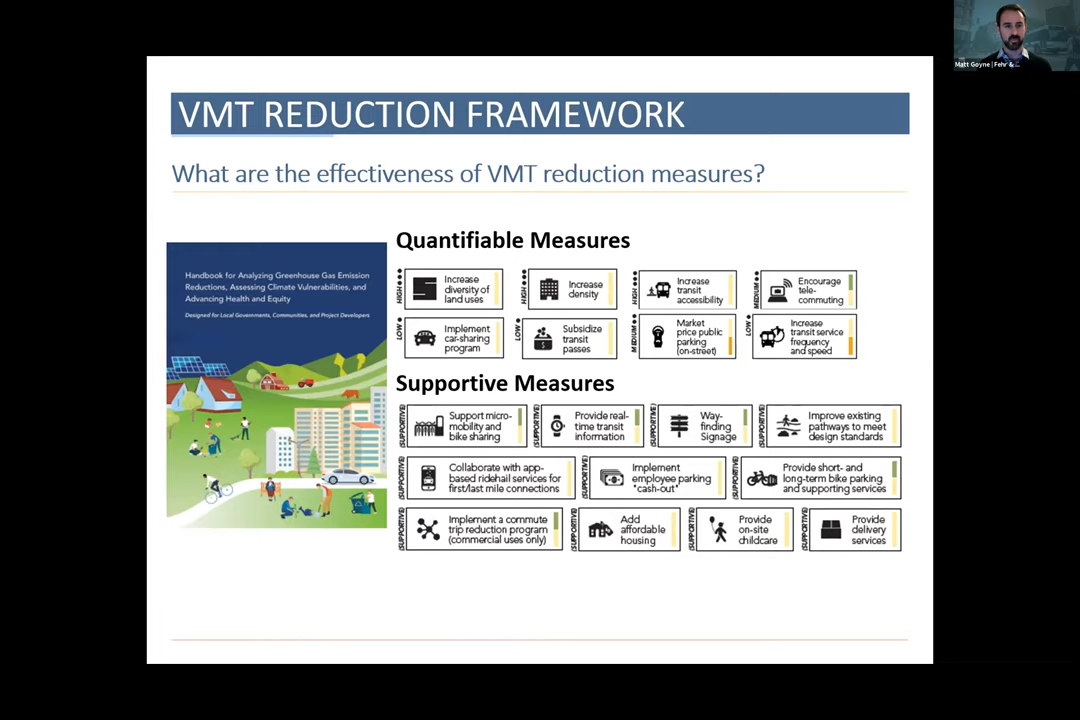 Matt Goyne | Fehr & ...
VMT REDUCTION FRAMEWORK
What are the effectiveness of VMT reduction measures?
Handbook for Analyzing Greenhouse Gas Emission
Reductions, Assessing Climate Vulnerabilities, and
Advancing Health and Equity
Designed for Local Governments, Communities, and Project Developers
Quantifiable Measures
HIGH
Increase
diversity of
land uses
HIGH
Increase
density
HIGH
Increase
transit
accessibility
MEDIUM
Encourage
tele-
commuting
LOW
Implement
car-sharing
program
LOW
Subsidize
transit
passes
MEDIUM
Market
price public
parking
(on-street)
LOW
Increase
transit service
frequency
and speed
Supportive Measures
(SUPPORTIVE)
Support micro-
mobility and
bike sharing
(SUPPORTIVE)
Provide real-
time transit
information
(SUPPORTIVE)
Way-
finding
Signage
(SUPPORTIVE)
Improve existing
pathways to meet
design standards
(SUPPORTIVE)
Collaborate with app-
based ridehail services for
first/last mile connections
(SUPPORTIVE)
Implement
employee parking
"cash-out"
(SUPPORTIVE)
Provide short- and
long-term bike parking
and supporting services
(SUPPORTIVE)
Implement a commute
trip reduction program
(commercial uses only)
(SUPPORTIVE)
Add
affordable
housing
(SUPPORTIVE)
Provide
on-site
childcare
(SUPPORTIVE)
Provide
delivery
services